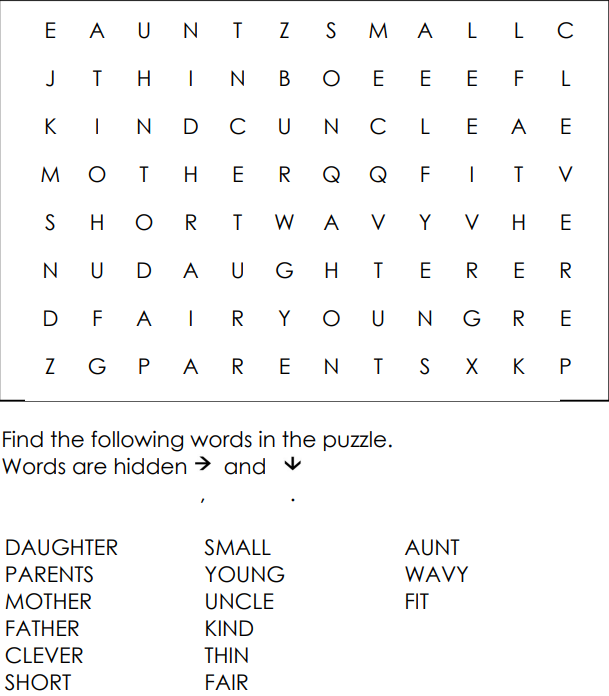 E A U N T Z S M A L L C
J T H I N B O E E E F L
K I N D C U N C L E A E
M O T H E R Q Q F I T V
S H O R T W A V Y V H E
N U D A U G H T E R E R
D F A I R Y O U N G R E
Z G P A R E N T S X K P
Find the following words in the puzzle.
Words are hidden → and ↓
, .
DAUGHTER SMALL AUNT
PARENTS YOUNG WAVY
MOTHER UNCLE FIT
FATHER KIND
CLEVER THIN
SHORT FAIR